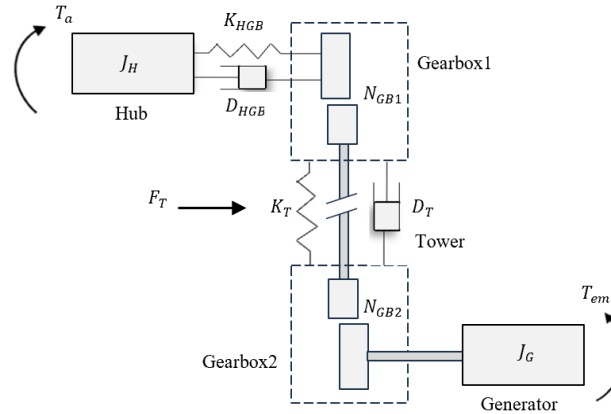 T_a
K_HGB
J_H
Gearbox1
N_GB1
Hub
D_HGB
F_T
K_T
D_T
Tower
N_GB2
T_em
Gearbox2
J_G
Generator